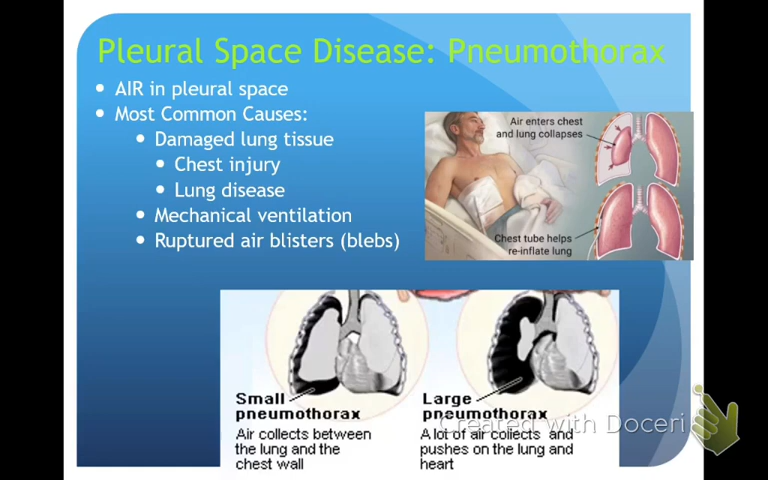 Pleural Space Disease: Pneumothorax
AIR in pleural space
Most Common Causes:
Damaged lung tissue
Chest injury
Lung disease
Mechanical ventilation
Ruptured air blisters (blebs)
Air enters chest
and lung collapses
Chest tube helps
re-inflate lung
Small
pneumothorax
Air collects between
the lung and the
chest wall
Large
pneumothorax
A lot of air collects and
pushes on the lung and
heart
Created with Doceri